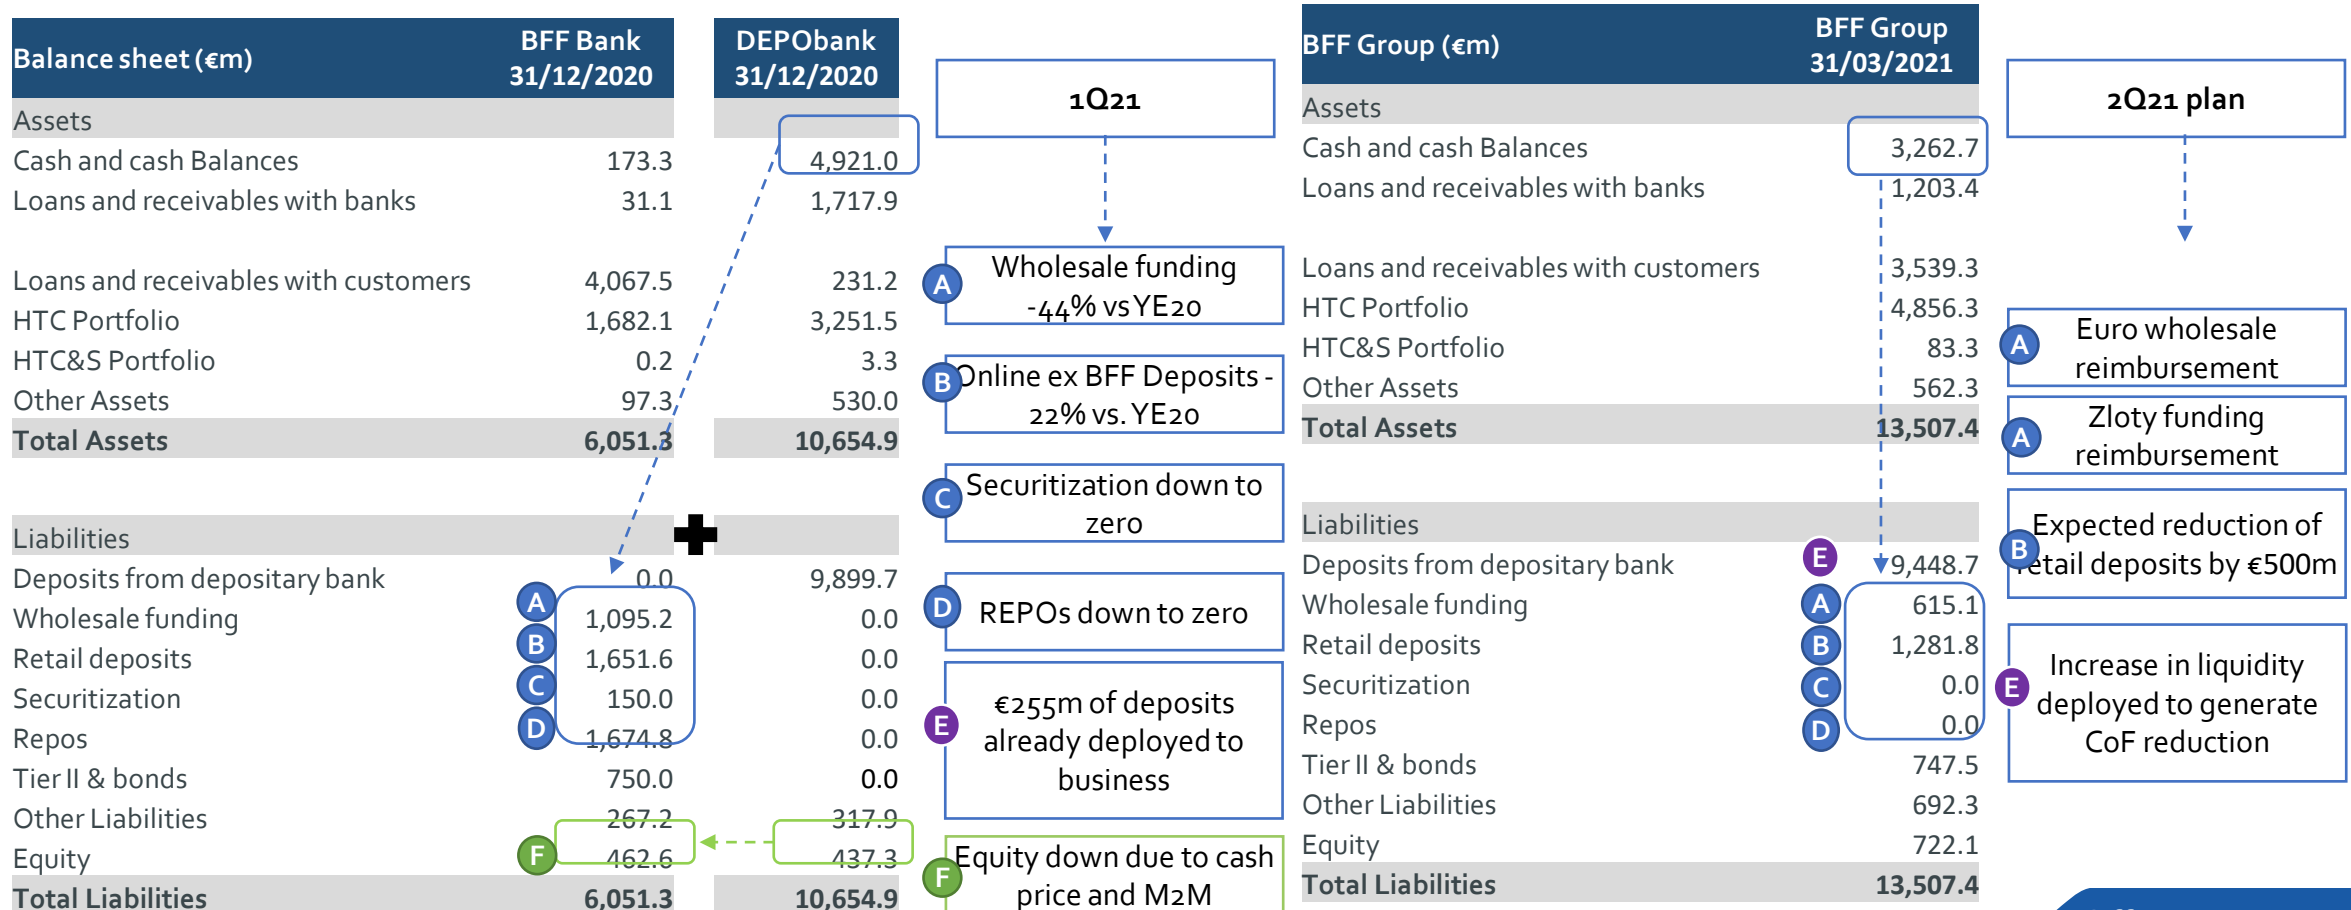 Balance sheet (€m) BFF Bank 31/12/2020 DEPObank 31/12/2020
Assets
Cash and cash Balances 173.3 4,921.0
Loans and receivables with banks 31.1 1,717.9
Loans and receivables with customers 4,067.5 231.2
HTC Portfolio 1,682.1 3,251.5
HTC&S Portfolio 0.2 3.3
Other Assets 97.3 530.0
Total Assets 6,051.3 10,654.9
Liabilities
Deposits from depositary bank 0.0 9,899.7
A Wholesale funding 1,095.2 0.0
B Retail deposits 1,651.6 0.0
C Securitization 150.0 0.0
D Repos 1,674.8 0.0
Tier II & bonds 750.0 0.0
Other Liabilities 267.2 317.9
F Equity 462.6 437.3
Total Liabilities 6,051.3 10,654.9
1Q21
A Wholesale funding
-44% vs YE20
B Online ex BFF Deposits -
22% vs. YE20
C Securitization down to
zero
D REPOs down to zero
E €255m of deposits
already deployed to
business
F Equity down due to cash
price and M2M
BFF Group (€m) BFF Group 31/03/2021
Assets
Cash and cash Balances 3,262.7
Loans and receivables with banks 1,203.4
Loans and receivables with customers 3,539.3
HTC Portfolio 4,856.3
HTC&S Portfolio 83.3
Other Assets 562.3
Total Assets 13,507.4
Liabilities
Deposits from depositary bank E 9,448.7
Wholesale funding A 615.1
Retail deposits B 1,281.8
Securitization C 0.0
Repos D 0.0
Tier II & bonds 747.5
Other Liabilities 692.3
Equity 722.1
Total Liabilities 13,507.4
2Q21 plan
A Euro wholesale
reimbursement
A Zloty funding
reimbursement
B Expected reduction of
retail deposits by €500m
E Increase in liquidity
deployed to generate
CoF reduction